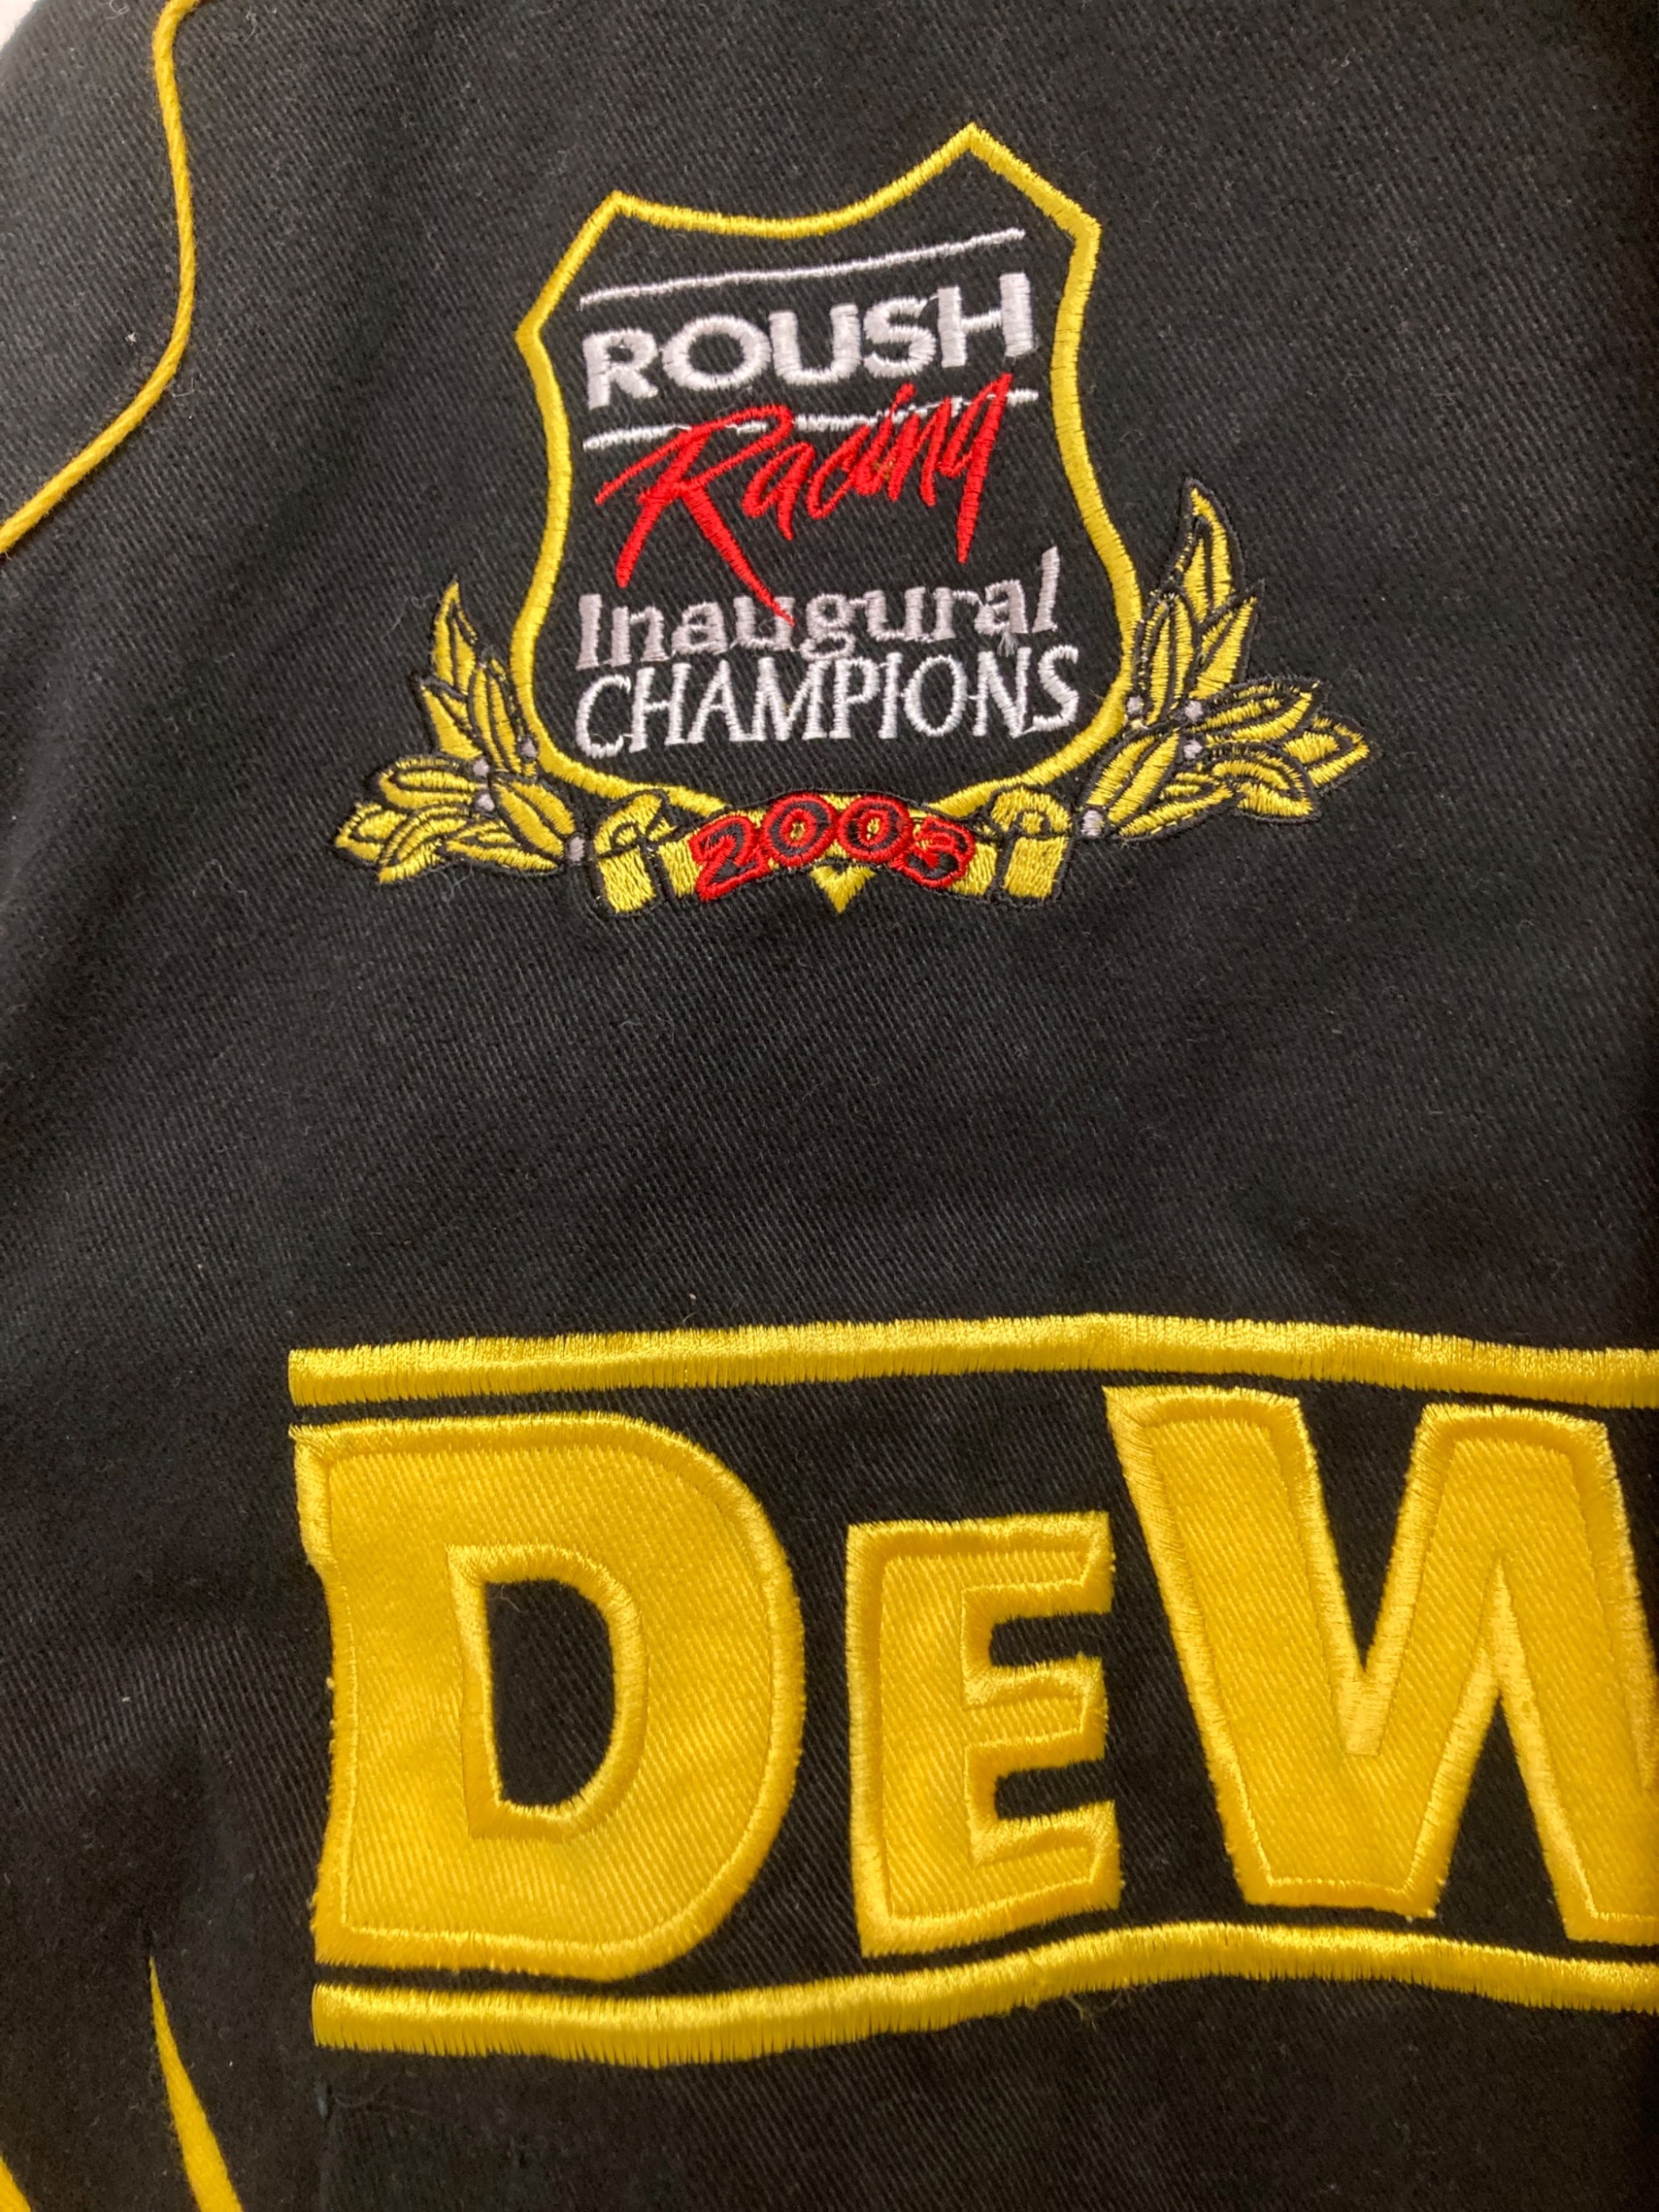 ROUSH
Racing
Inaugural
CHAMPIONS
2003
DEW